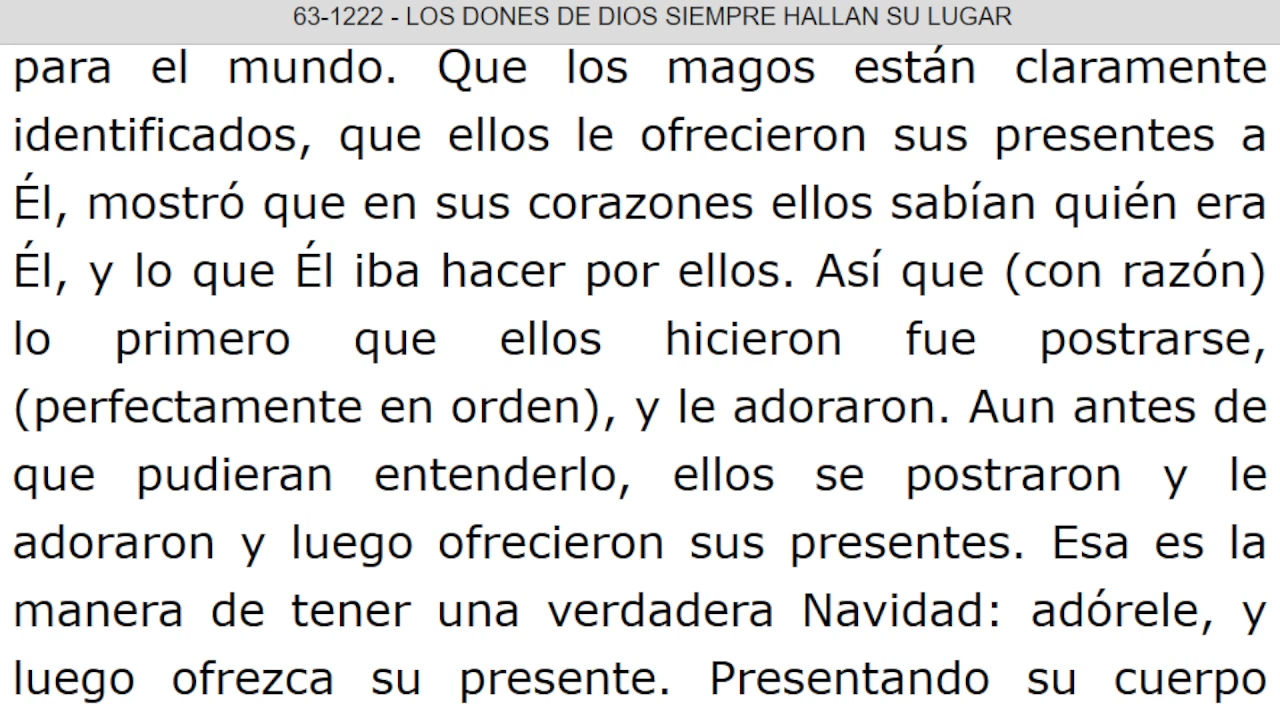 63-1222 - LOS DONES DE DIOS SIEMPRE HALLAN SU LUGAR
para el mundo. Que los magos están claramente
identificados, que ellos le ofrecieron sus presentes a
Él, mostró que en sus corazones ellos sabían quién era
Él, y lo que Él iba hacer por ellos. Así que (con razón)
lo primero que ellos hicieron fue postrarse,
(perfectamente en orden), y le adoraron. Aun antes de
que pudieran entenderlo, ellos se postraron y le
adoraron y luego ofrecieron sus presentes. Esa es la
manera de tener una verdadera Navidad: adórele, y
luego ofrezca su presente. Presentando su cuerpo